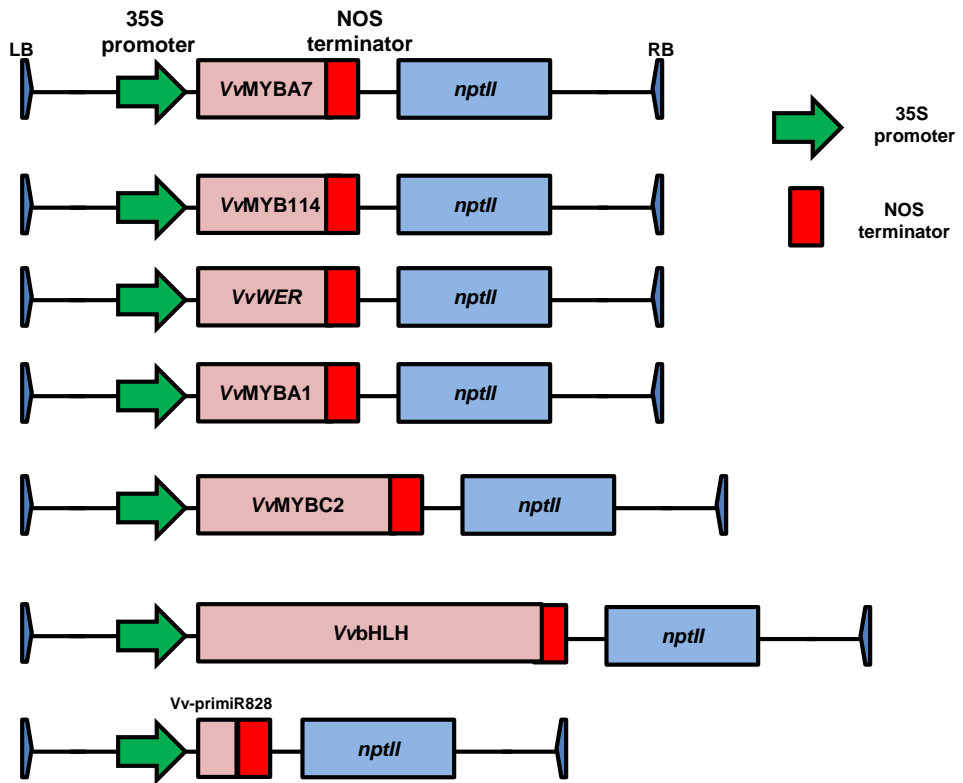 35S
promoter
NOS
terminator
LB
RB
VvMYBA7
nptII
35S
promoter
VvMYB114
nptII
NOS
terminator
VvWER
nptII
VvMYBA1
nptII
VvMYBC2
nptII
VvbHLH
nptII
Vv-primiR828
nptII